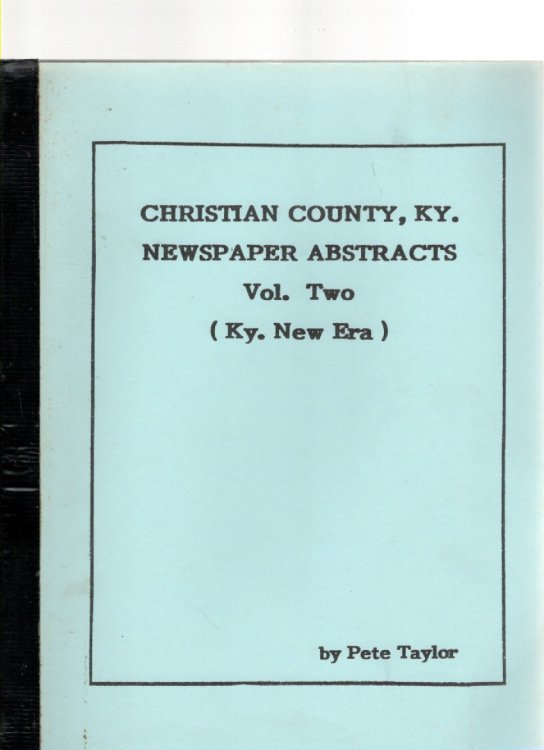 CHRISTIAN COUNTY, KY.
NEWSPAPER ABSTRACTS
Vol. Two
( Ky. New Era )
by Pete Taylor